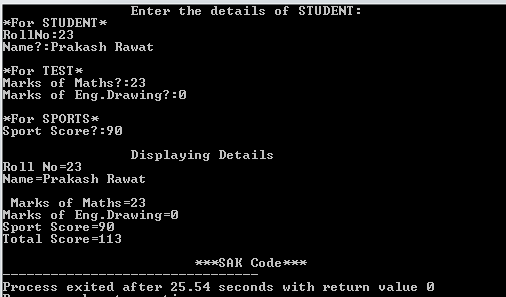 Enter the details of STUDENT:
*For STUDENT*
RollNo:23
Name?:Prakash Rawat
*For TEST*
Marks of Maths?:23
Marks of Eng.Drawing?:0
*For SPORTS*
Sport Score?:90
Displaying Details
Roll No=23
Name=Prakash Rawat
Marks of Maths=23
Marks of Eng.Drawing=0
Sport Score=90
Total Score=113
***SAK Code***
--------------------------------
Process exited after 25.54 seconds with return value 0